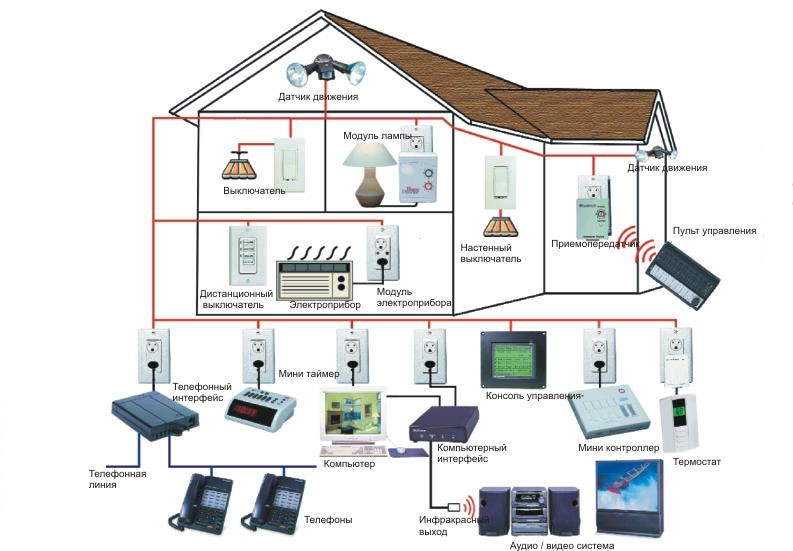 Датчик движения
Модуль лампы
Выключатель
Датчик движения
Настенный
выключатель
Приемопередатчик
Пульт управления
Дистанционный
выключатель
Электроприбор
Модуль
электроприбора
Телефонный
интерфейс
Мини таймер
Консоль управления
Компьютер
Компьютерный
интерфейс
Мини контроллер
Термостат
Телефонная
линия
Телефоны
Инфракрасный
выход
Аудио / видео система